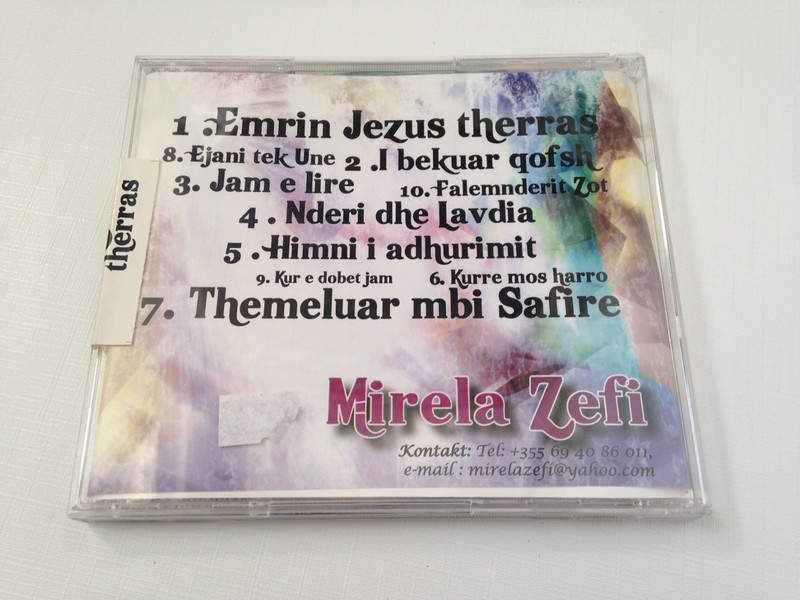 1 .Emrin Jezus therras
8. Ejani tek Une 2 .I bekuar qofsh
3. Jam e lire 10. Falemnderit Zot
4 . Nderi dhe Lavdia
5 .Himni i adhurimit
9. Kur e dobet jam 6. Kurre mos harro
7. Themeluar mbi Safire
therras
Mirela Zefi
Kontakt: Tel: +355 69 40 86 011,
e-mail : mirelazefi@yahoo.com